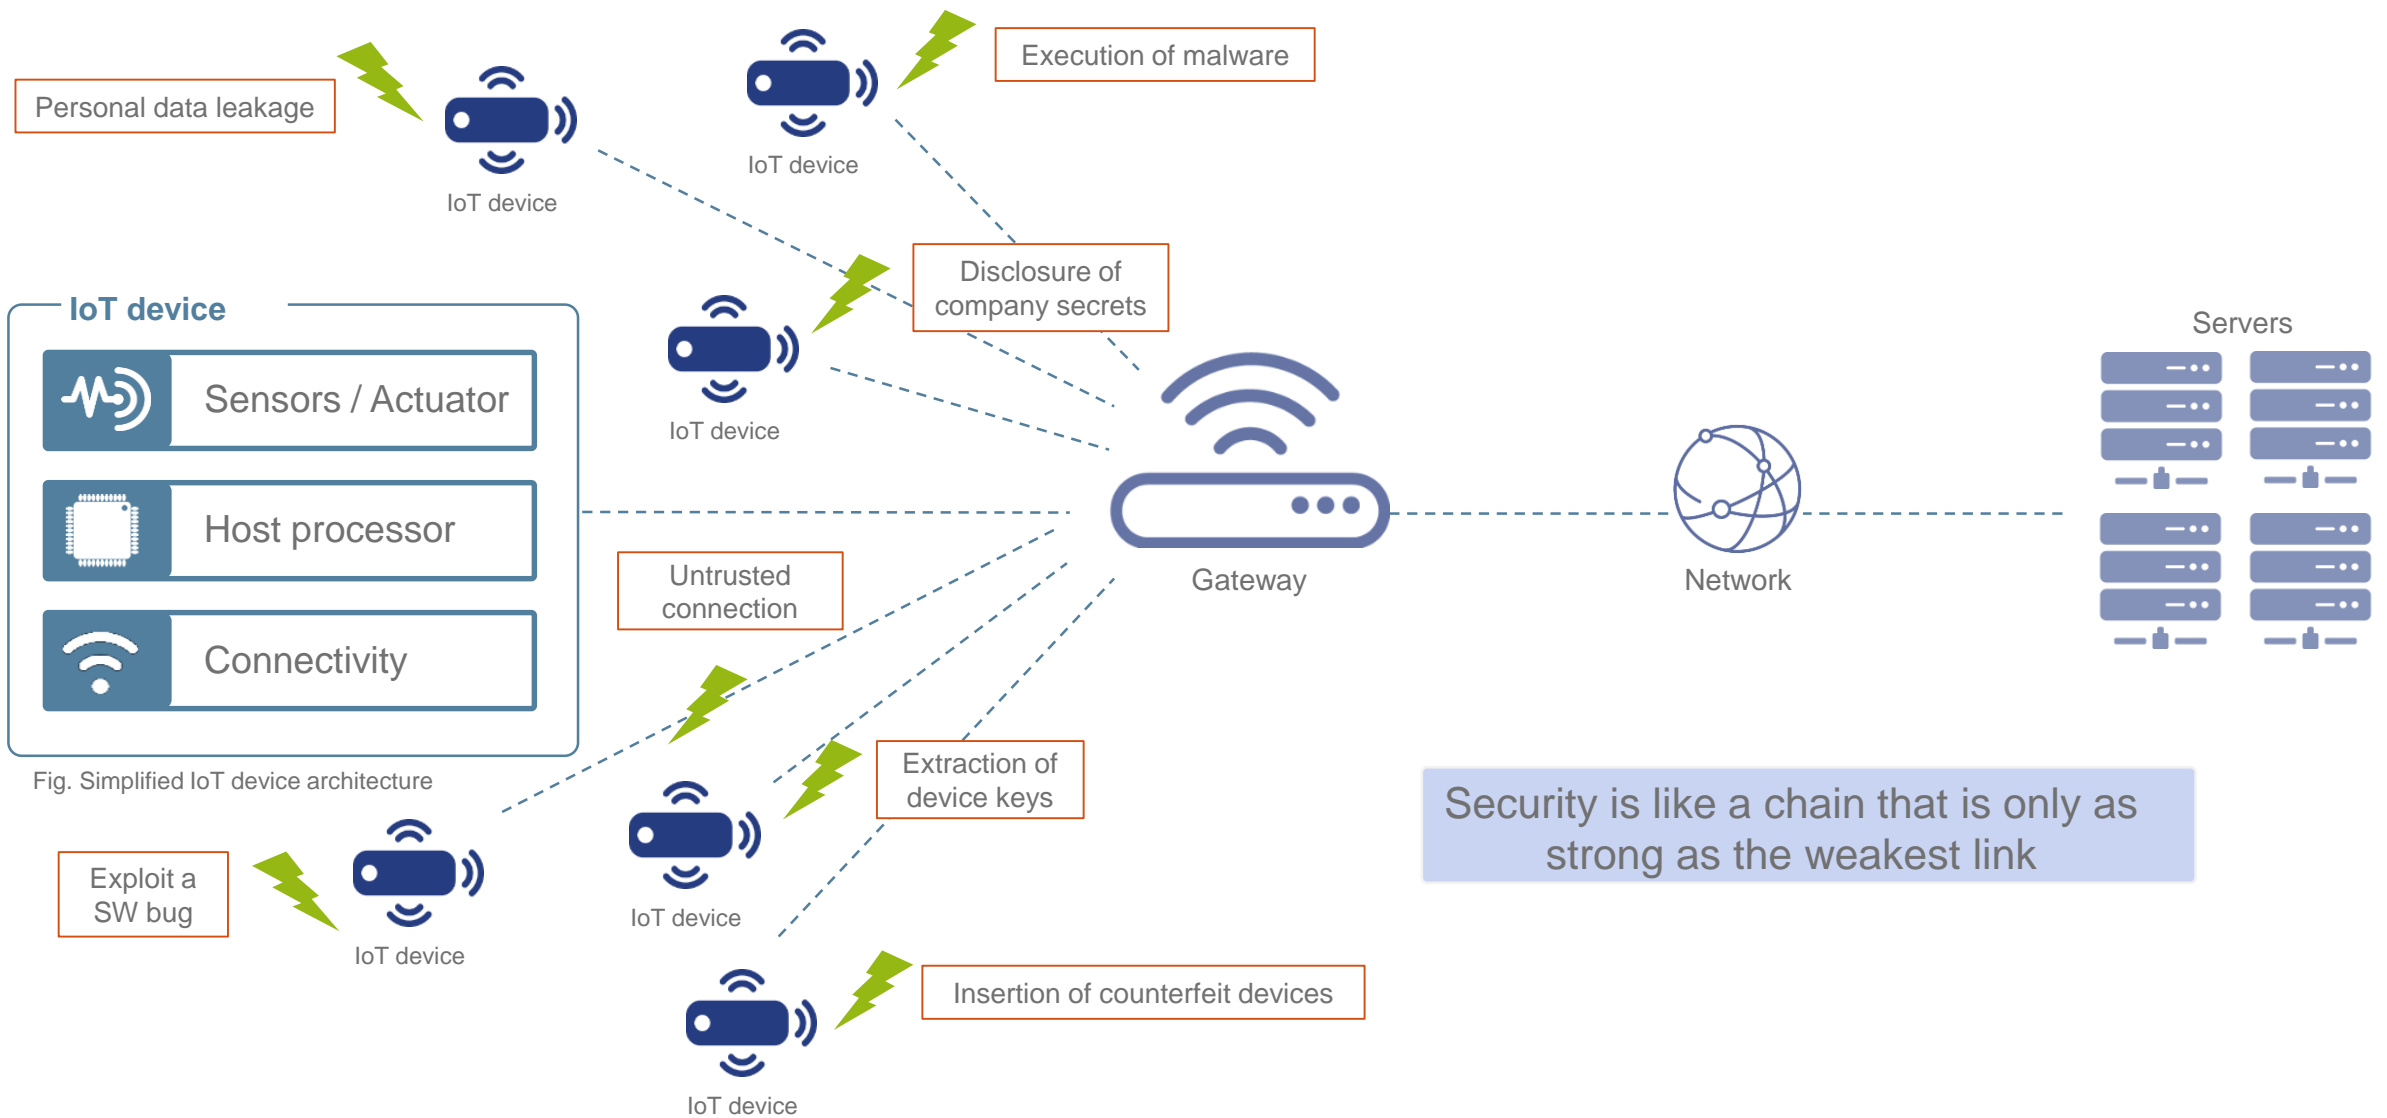 Execution of malware
Personal data leakage
IoT device
IoT device
Disclosure of
company secrets
IoT device
Servers
Sensors / Actuator
IoT device
Host processor
Untrusted
connection
Gateway
Network
Connectivity
Extraction of
device keys
Fig. Simplified IoT device architecture
Security is like a chain that is only as
strong as the weakest link
Exploit a
SW bug
IoT device
IoT device
Insertion of counterfeit devices
IoT device